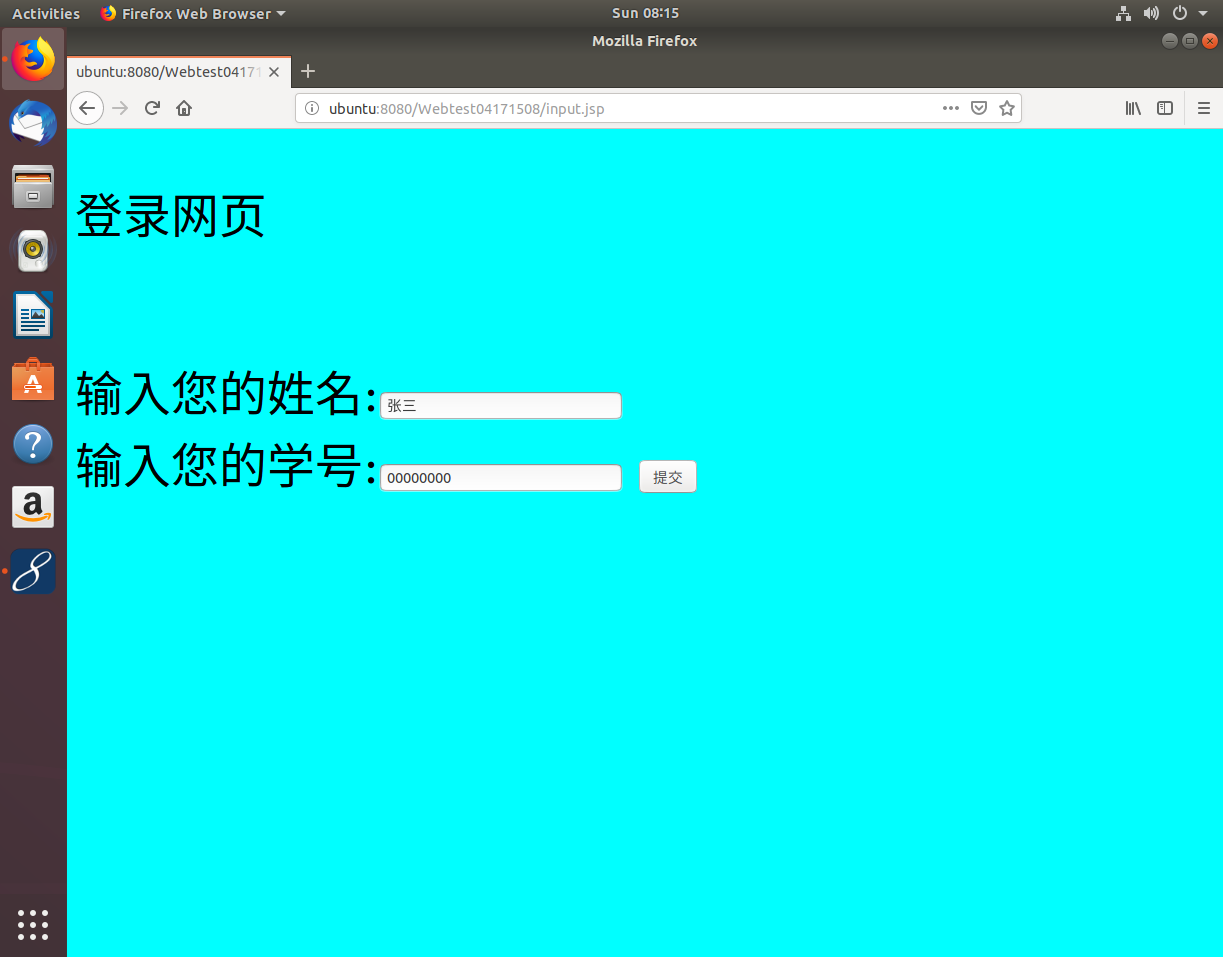 Activities Firefox Web Browser Sun 08:15
Mozilla Firefox
ubuntu:8080/Webtest04171
ubuntu:8080/Webtest04171508/input.jsp
登录网页
输入您的姓名:张三
输入您的学号:00000000 提交